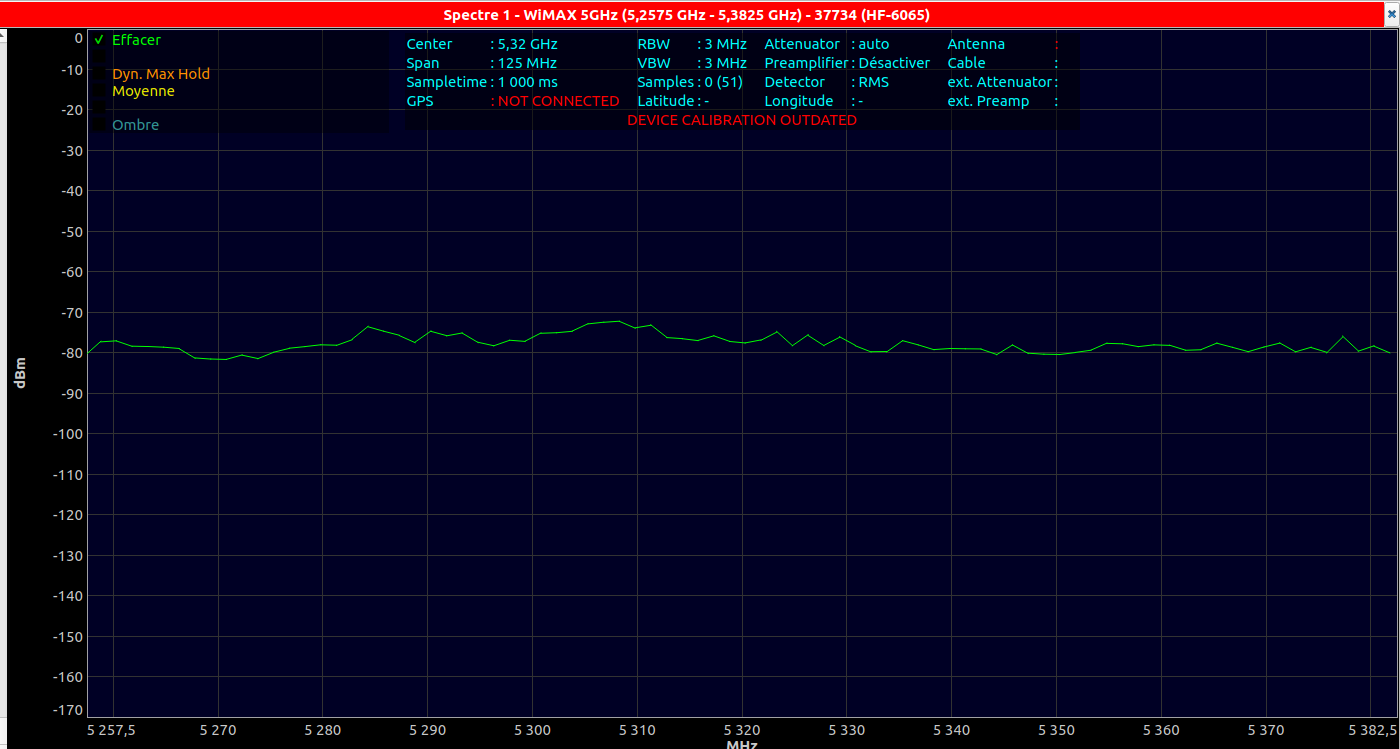 Spectre 1 - WiMAX 5GHz (5,2575 GHz - 5,3825 GHz) - 37734 (HF-6065)
✓ Effacer
Dyn. Max Hold
Moyenne
Ombre
Center : 5,32 GHz RBW : 3 MHz Attenuator : auto Antenna :
Span : 125 MHz VBW : 3 MHz Preamplifier : Désactiver Cable :
Sampletime : 1 000 ms Samples : 0 (51) Detector : RMS ext. Attenuator :
GPS : NOT CONNECTED Latitude : - Longitude : - ext. Preamp :
DEVICE CALIBRATION OUTDATED
0
-10
-20
-30
-40
-50
-60
-70
-80
-90
-100
-110
-120
-130
-140
-150
-160
-170
dBm
5 257,5 5 270 5 280 5 290 5 300 5 310 5 320 5 330 5 340 5 350 5 360 5 370 5 382,5
MHz